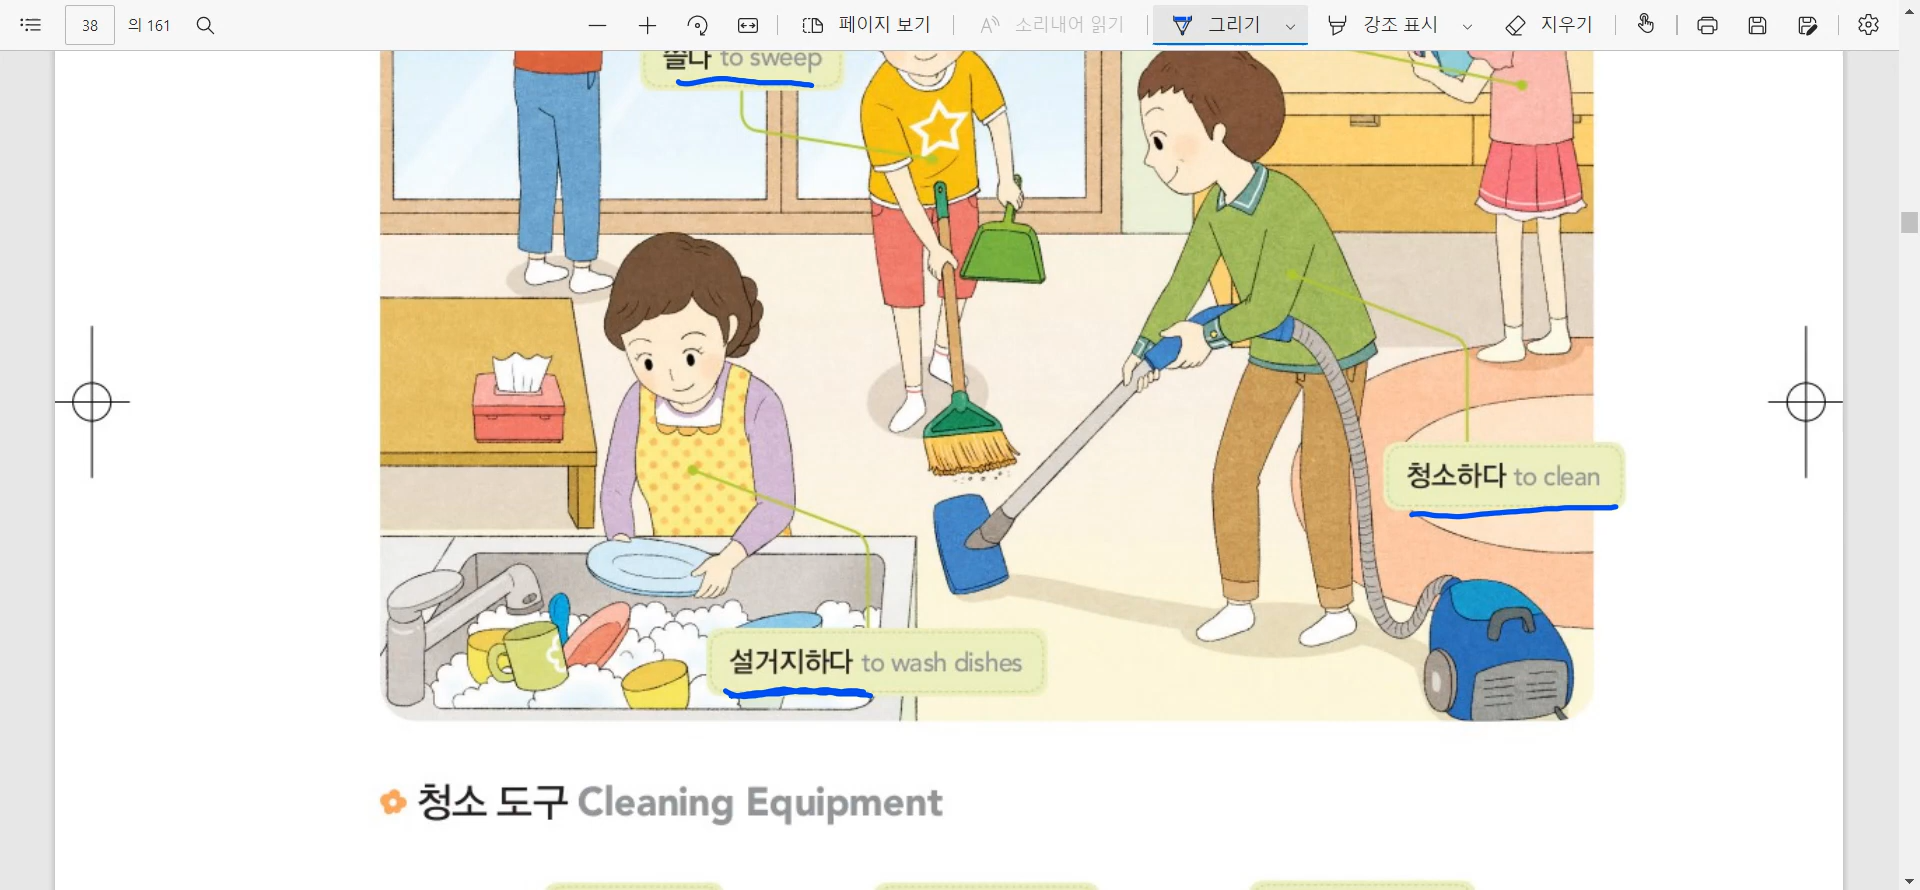 38 의 161 페이지 보기 소리내어 읽기 그리기 강조 표시 지우기
쓸다 to sweep
청소하다 to clean
설거지하다 to wash dishes
청소 도구 Cleaning Equipment